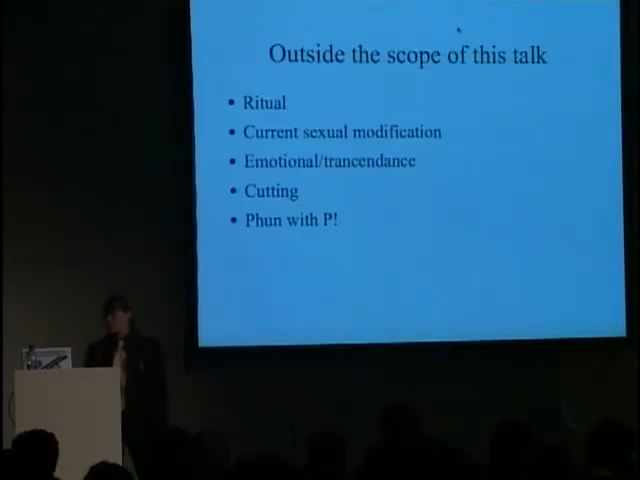 Outside the scope of this talk
• Ritual
• Current sexual modification
• Emotional/trancendance
• Cutting
• Phun with P!